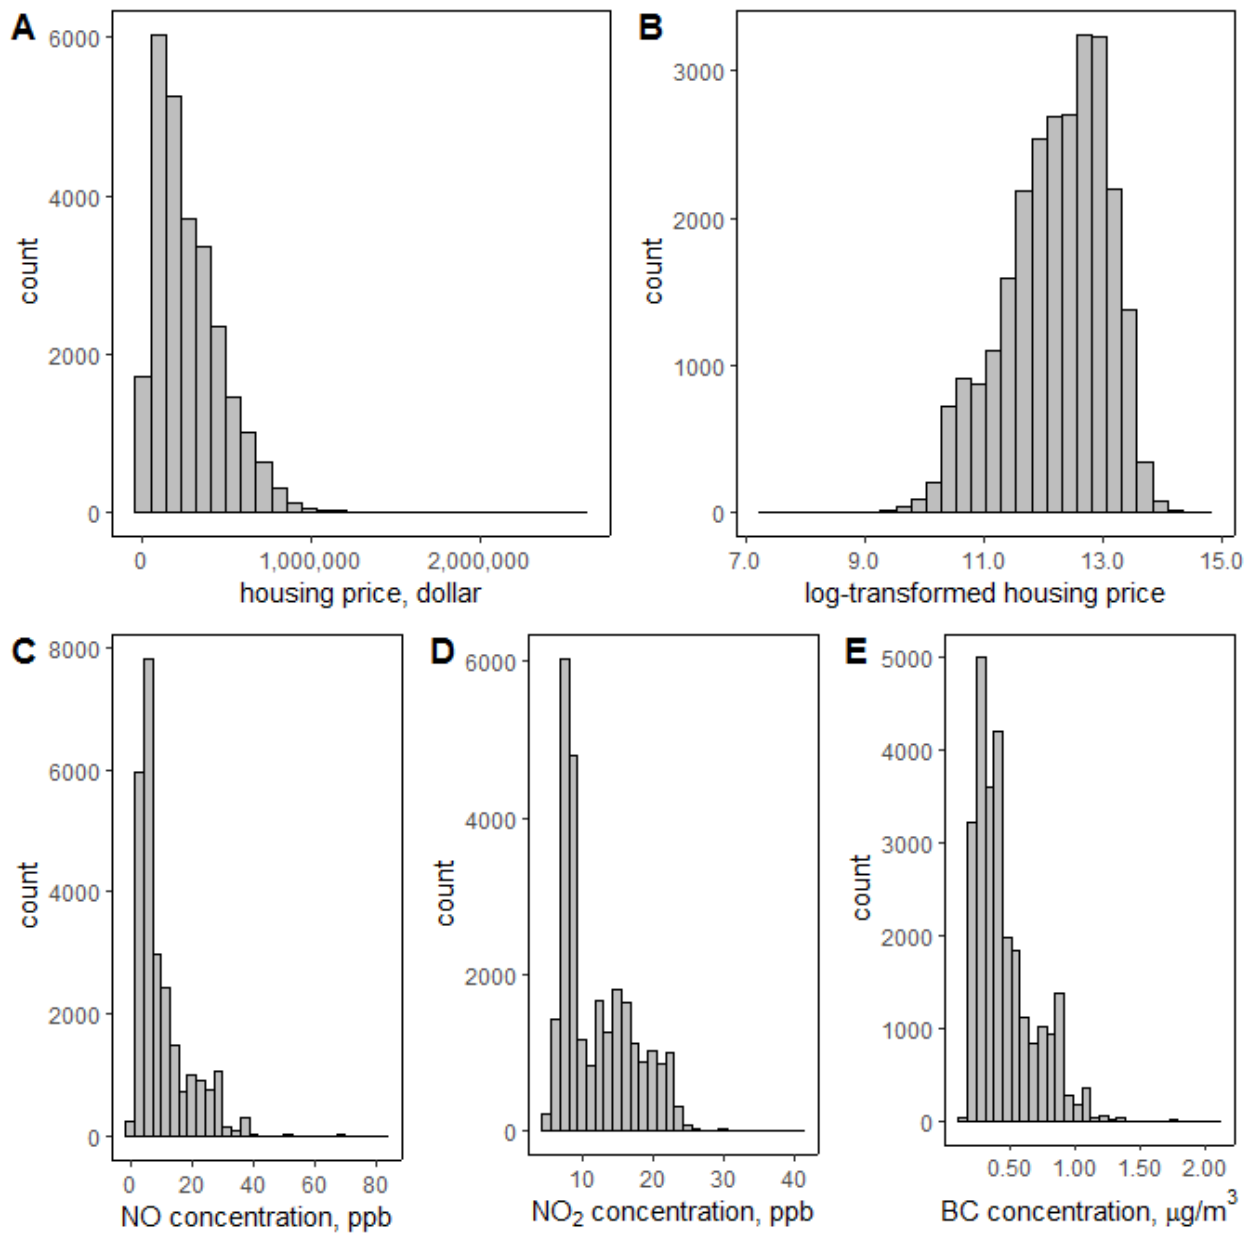 A
6000
4000
2000
0
count
0
1,000,000
2,000,000
housing price, dollar
B
3000
2000
1000
0
count
7.0
9.0
11.0
13.0
15.0
log-transformed housing price
C
8000
6000
4000
2000
0
count
0
20
40
60
80
NO concentration, ppb
D
6000
4000
2000
0
count
10
20
30
40
NO₂ concentration, ppb
E
5000
4000
3000
2000
1000
0
count
0.50
1.00
1.50
2.00
BC concentration, μg/m³